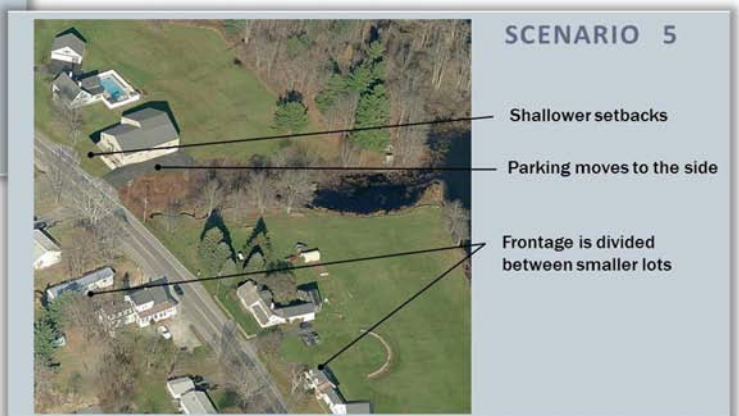 SCENARIO 5
Shallower setbacks
Parking moves to the side
Frontage is divided
between smaller lots